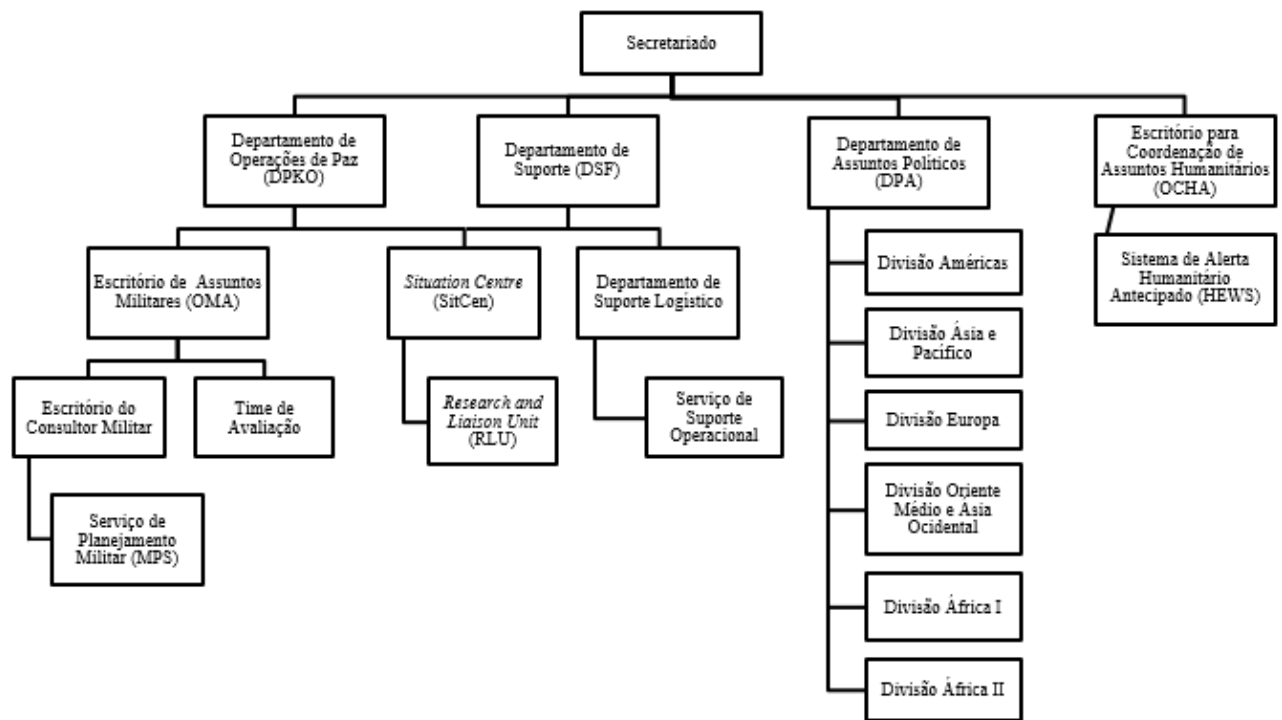 Secretariado
Departamento de
Operações de Paz
(DPKO)
Departamento de
Suporte (DSF)
Departamento de
Assuntos Políticos
(DPA)
Escritório para
Coordenação de
Assuntos Humanitários
(OCHA)
Escritório de Assuntos
Militares (OMA)
Situation Centre
(SitCen)
Departamento de
Suporte Logístico
Divisão Américas
Sistema de Alerta
Humanitário
Antecipado (HEWS)
Divisão Ásia e
Pacífico
Escritório do
Consultor Militar
Time de
Avaliação
Research and
Liaison Unit
(RLU)
Serviço de
Suporte
Operacional
Divisão Europa
Divisão Oriente
Médio e Ásia
Ocidental
Serviço de
Planejamento
Militar (MPS)
Divisão África I
Divisão África II